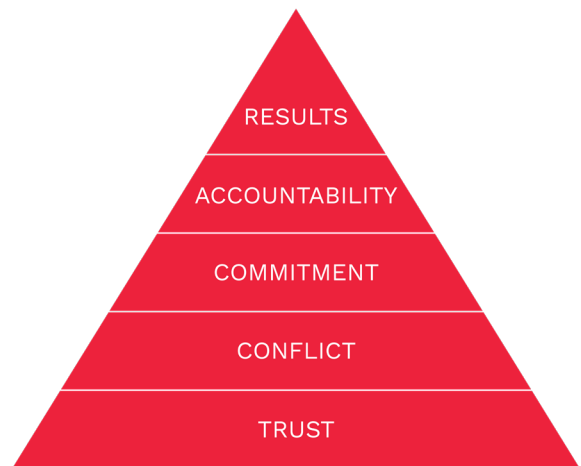 RESULTS
ACCOUNTABILITY
COMMITMENT
CONFLICT
TRUST